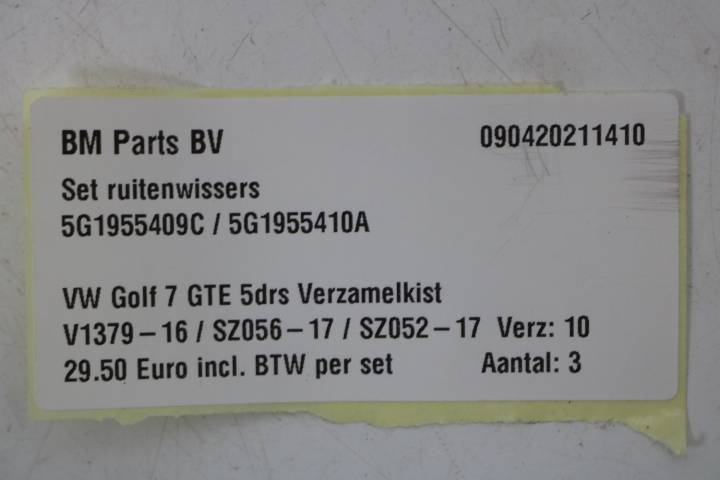 BM Parts BV 090420211410
Set ruitenwissers
5G1955409C / 5G1955410A
VW Golf 7 GTE 5drs Verzamelkist
V1379-16 / SZ056-17 / SZ052-17 Verz: 10
29.50 Euro incl. BTW per set Aantal: 3